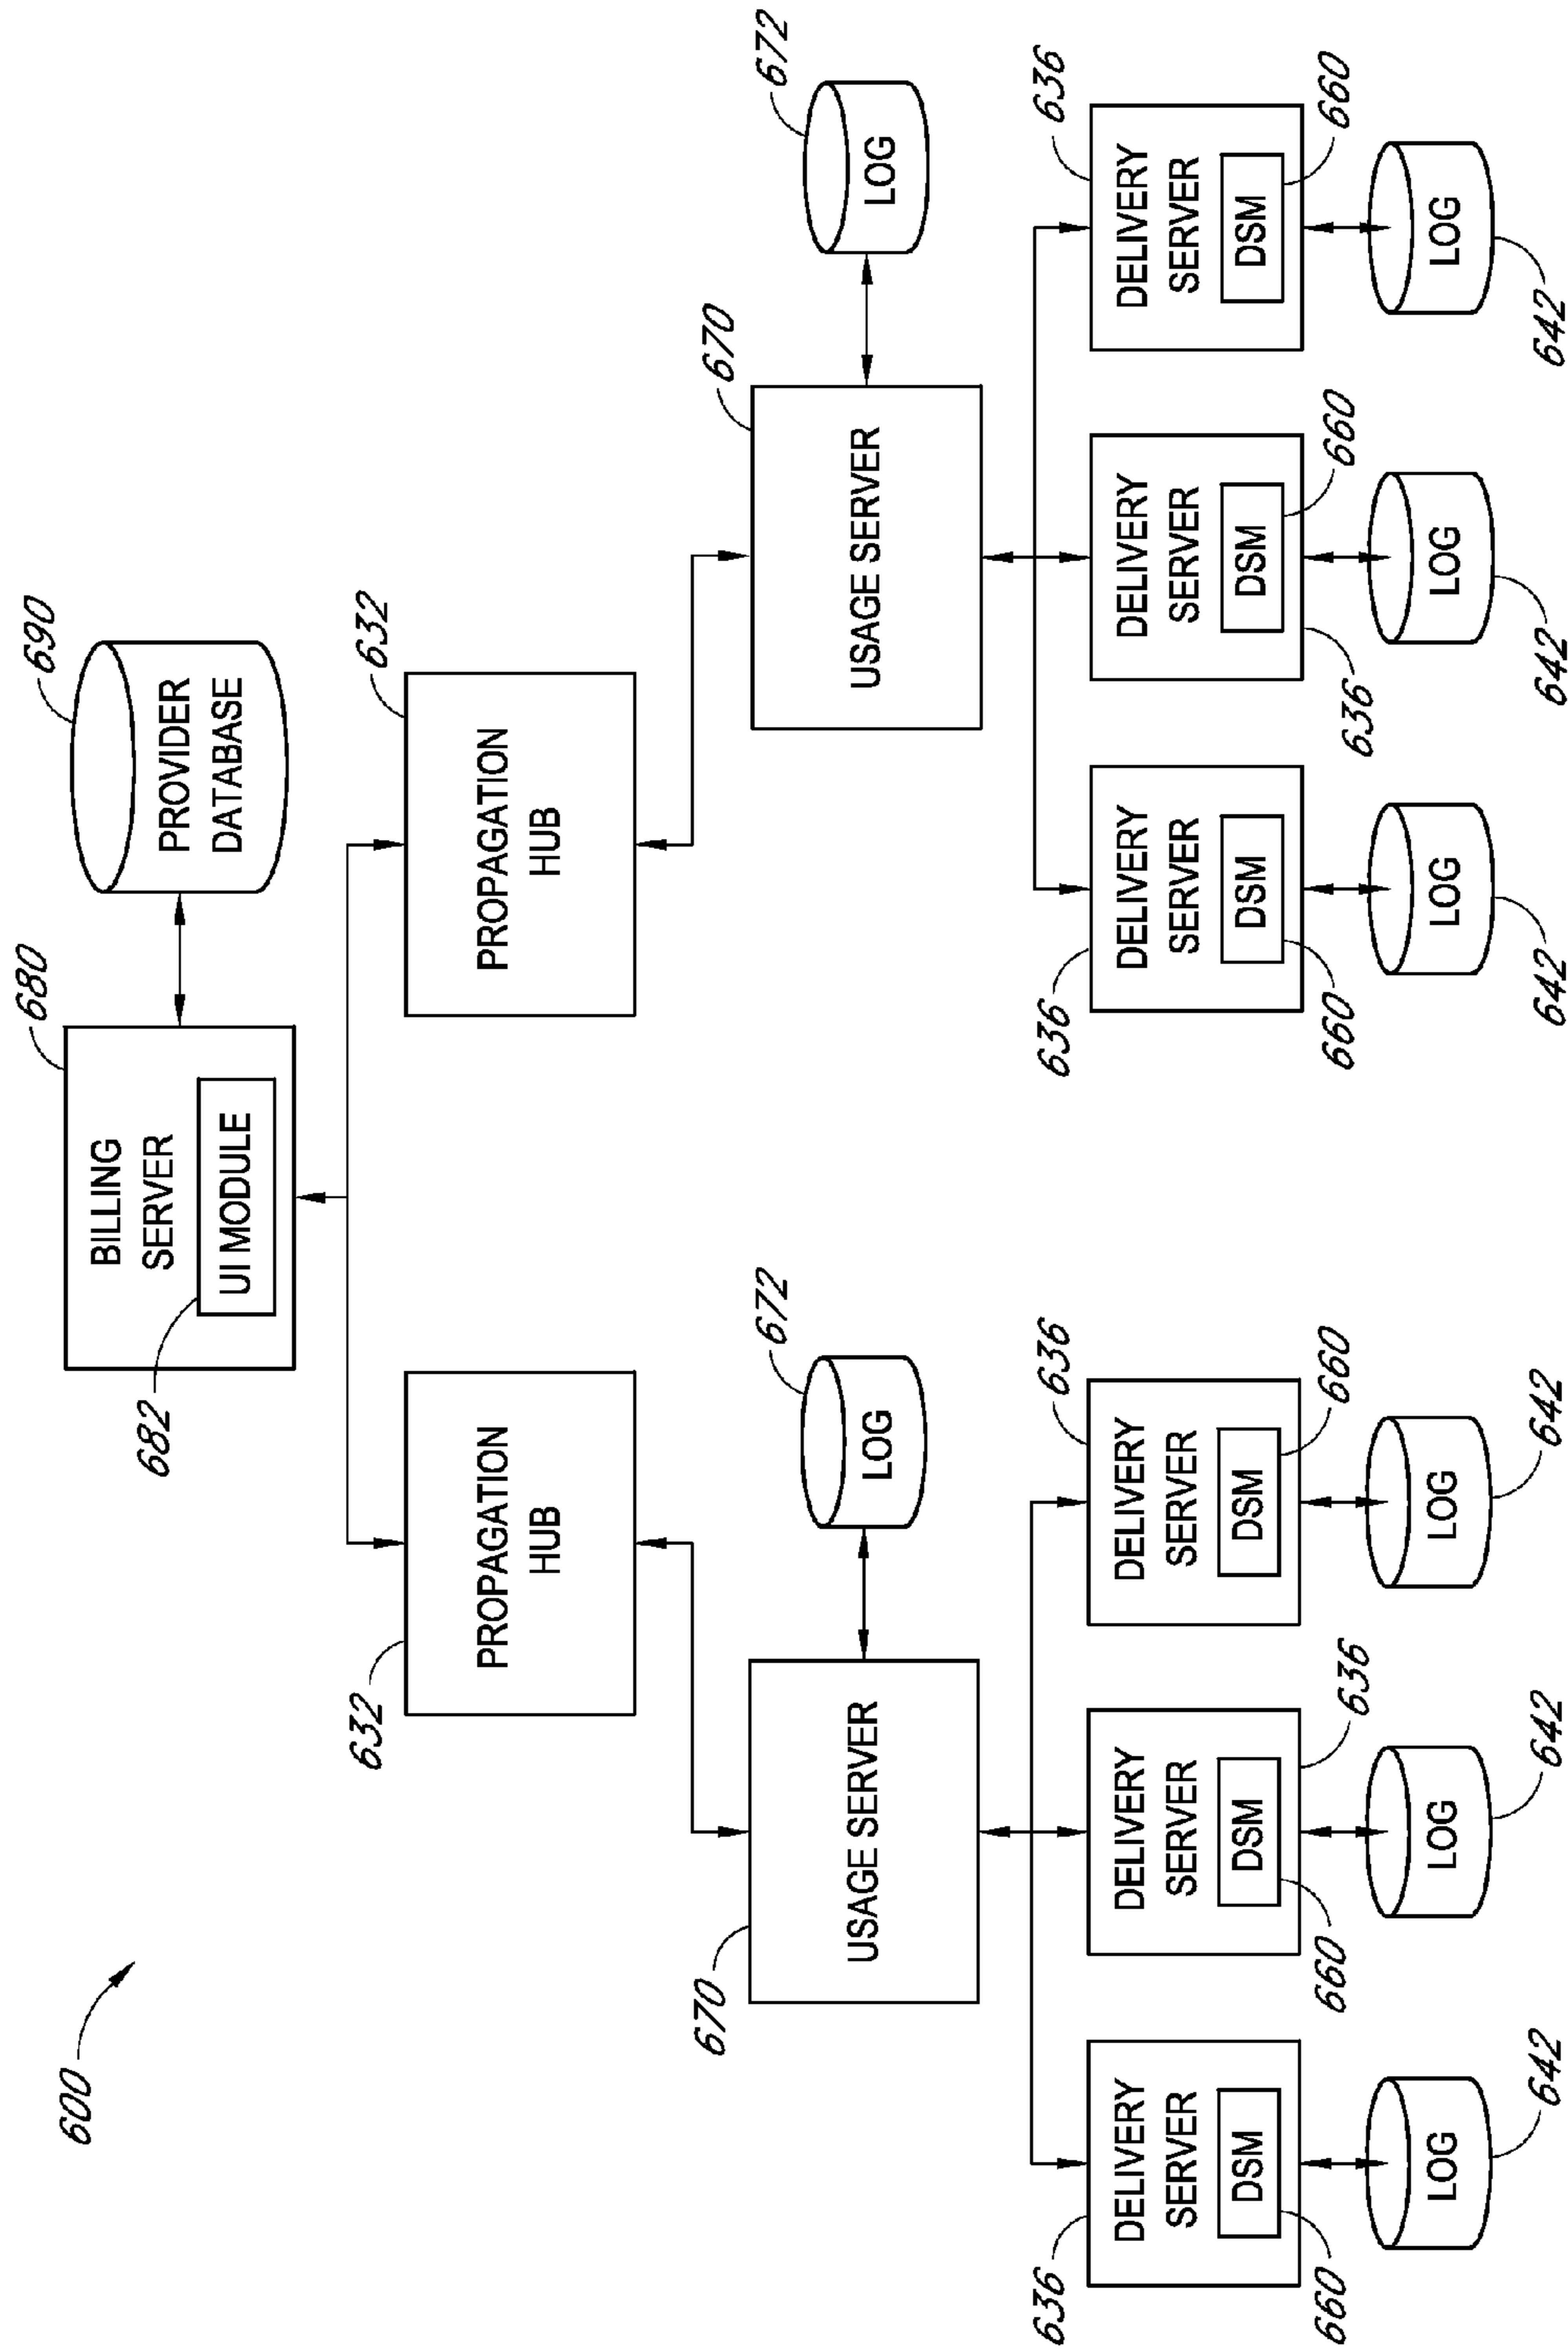 600
680
690
BILLING
SERVER
PROVIDER
DATABASE
UI MODULE
682
632
632
PROPAGATION
HUB
PROPAGATION
HUB
670
672
670
672
USAGE SERVER
LOG
USAGE SERVER
LOG
636
636
636
636
DELIVERY
SERVER
DSM
DELIVERY
SERVER
DSM
DELIVERY
SERVER
DSM
DELIVERY
SERVER
DSM
DELIVERY
SERVER
DSM
DELIVERY
SERVER
DSM
660
660
636
660
660
636
660
660
LOG
LOG
LOG
LOG
LOG
LOG
642
642
642
642
642
642